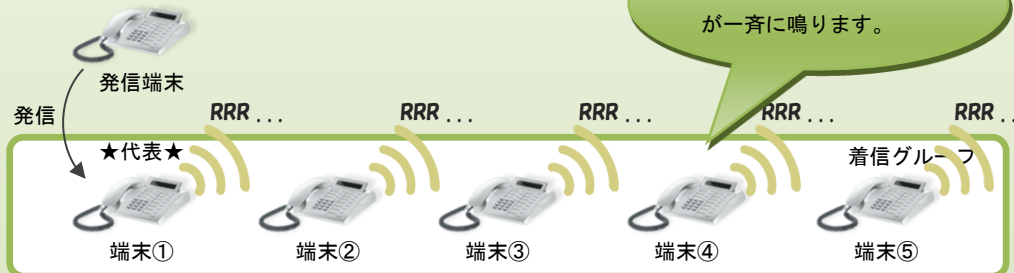 が一斉に鳴ります。
発信端末
発信
RRR... RRR... RRR... RRR... RRR..
★代表★
着信グループ
端末① 端末② 端末③ 端末④ 端末⑤